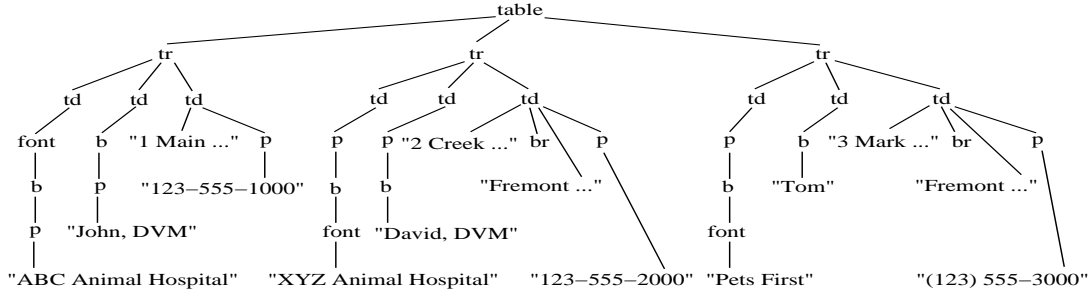 table
tr tr tr
td td td td td td td td td
font b "1 Main ..." p p p "2 Creek ..." br p p b "3 Mark ..." br p
b p "123–555–1000" b b "Fremont ..." b "Tom" "Fremont ..."
p "John, DVM" font "David, DVM" font
"ABC Animal Hospital" "XYZ Animal Hospital" "123–555–2000" "Pets First" "(123) 555–3000"